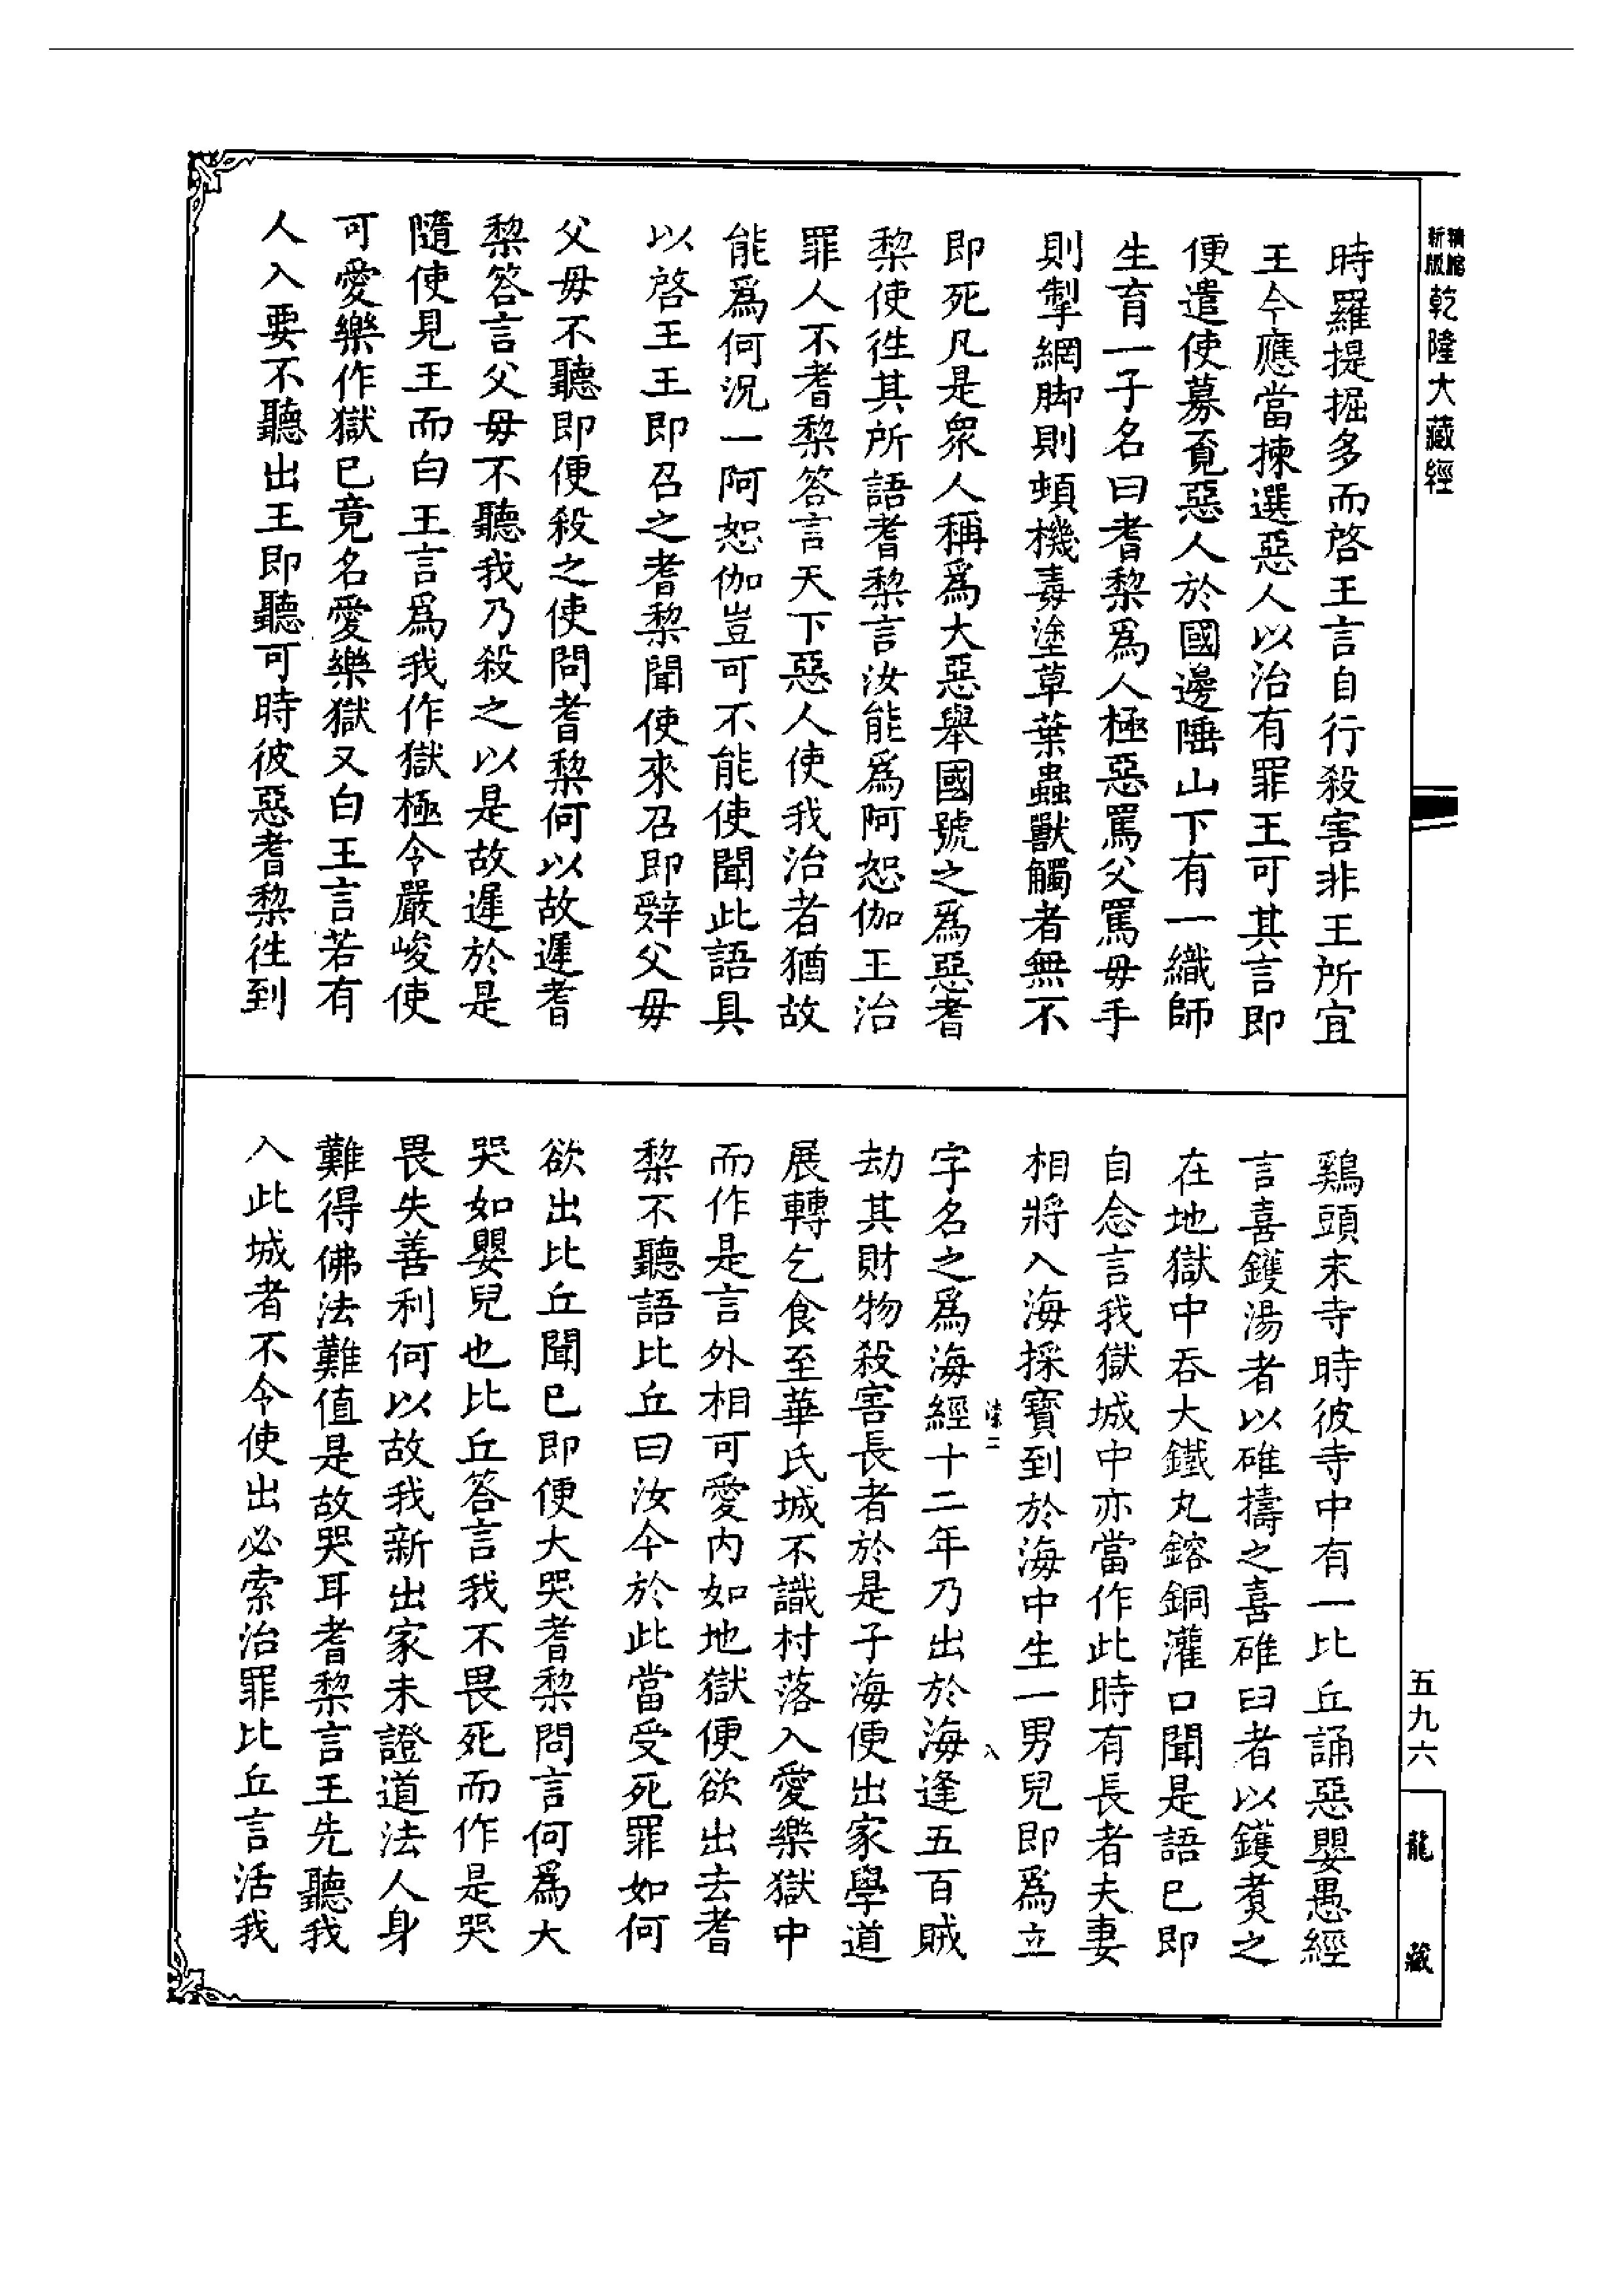 精縮新版乾隆大藏經
時羅提掘多而啓王言自行殺害非王所宜
王今應當揀選惡人以治有罪王可其言即
便遣使募覓惡人於國邊陲山下有一織師
生育一子名曰耆黎爲人極惡罵父罵毋手
則掣網脚則蝢機毒塗草葉蟲獸觸者無不
即死凡是衆人稱爲大惡舉國號之爲惡耆
黎使徃其所語耆黎言汝能爲阿恕伽王治
罪人不耆黎答言天下惡人使我治者猶故
能爲何況一阿恕伽豈可不能使聞此語具
以啓王王即召之耆黎聞使來召即辤父毋
父毋不聽即便殺之使問耆黎何以故遲耆
黎答言父毋不聽我乃殺之以是故遲於是
隨使見王而白王言爲我作獄極令嚴峻使
可愛樂作獄已竟名愛樂獄又白王言若有
人入要不聽出王即聽可時彼惡耆黎徃到
雞頭末寺時彼寺中有一比丘誦惡嬰愚經
言喜鑊湯者以碓擣之喜碓臼者以鑊煑之
在地獄中吞大鐵丸鎔銅灌口聞是語已即
自念言我獄城中亦當作此時有長者夫妻
相將入海採寶到於海中生一男兒即爲立
漆二 入
字名之爲海經十二年乃出於海逢五百賊
劫其財物殺害長者於是子海便出家學道
展轉乞食至華氏城不識村落入愛樂獄中
而作是言外相可愛内如地獄便欲出去耆
黎不聽語比丘曰汝今於此當受死罪如何
欲出比丘聞已即便大哭耆黎問言何爲大
哭如嬰兒也比丘答言我不畏死而作是哭
畏失善利何以故我新出家未證道法人身
難得佛法難值是故哭耳耆黎言王先聽我
入此城者不令使出必索治罪比丘言活我
五九六
龍藏